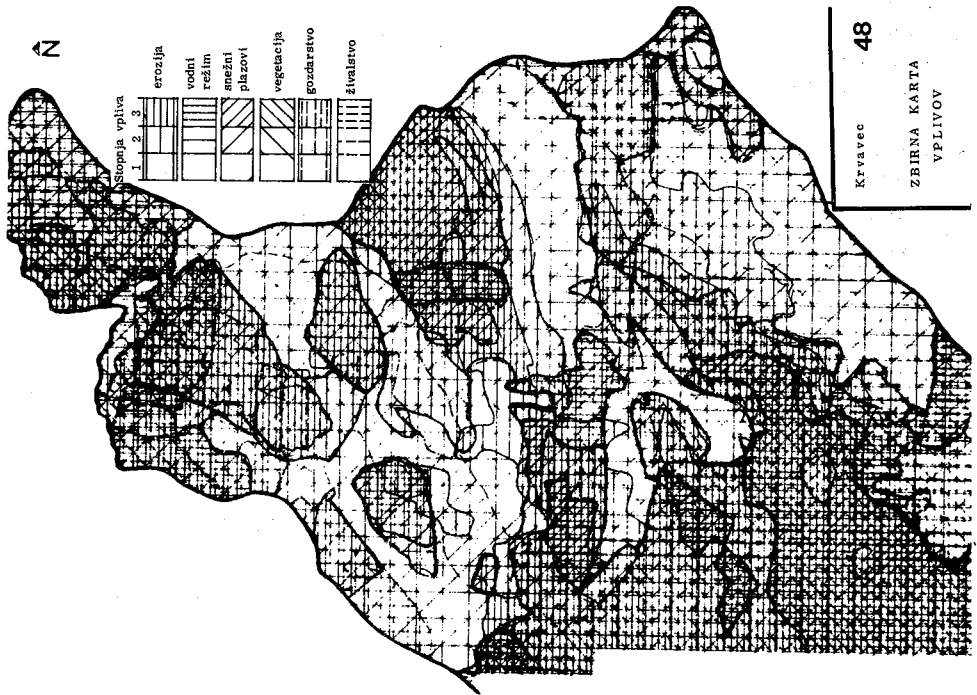 N
Stopnja vpliva
1 2 3
erozija
vodni
režim
snežni
plazovi
vegetacija
gozdarstvo
živalstvo
Krvavec
48
ZBIRNA KARTA
VPLIVOV